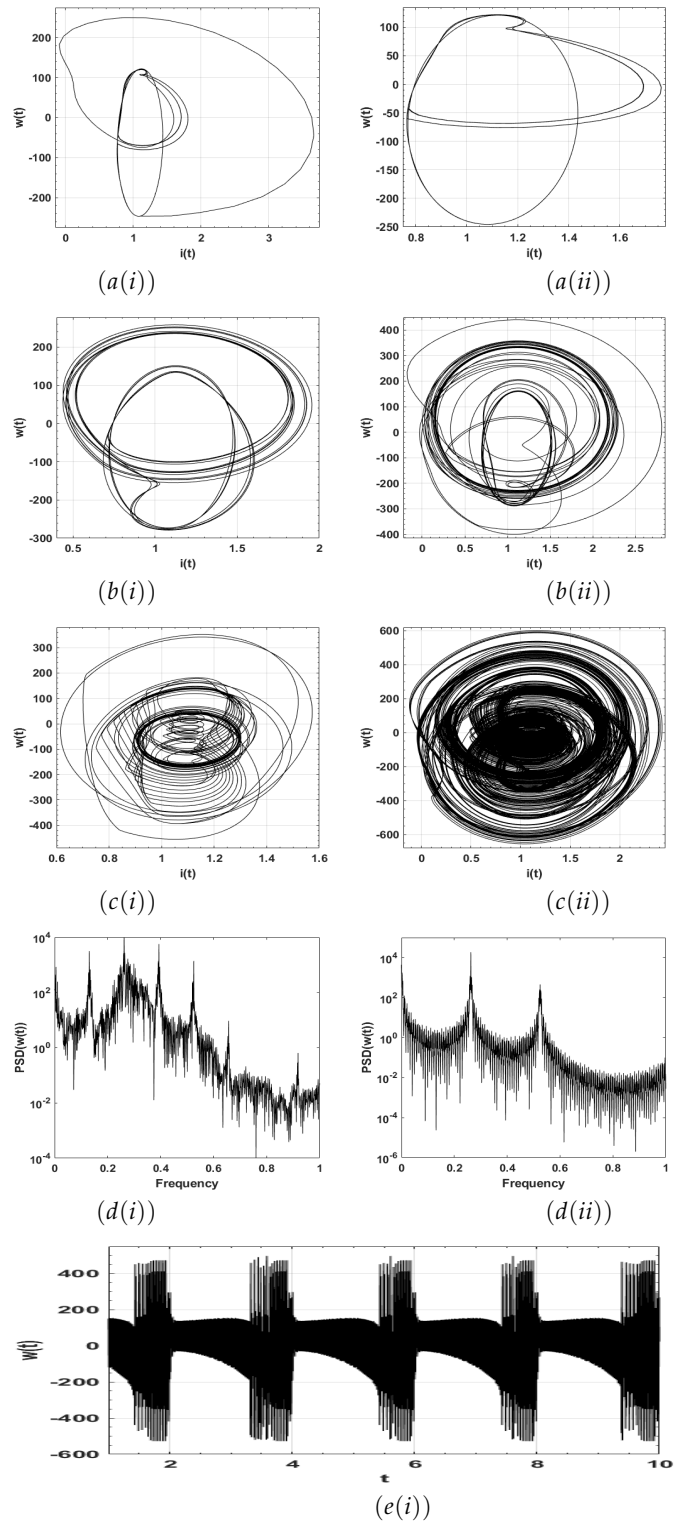 200
100
0
-100
-200
w(t)
0 1 2 3
i(t)
(a(i))
100
50
0
-50
-100
-150
-200
-250
w(t)
0.8 1 1.2 1.4 1.6
i(t)
(a(ii))
200
100
0
-100
-200
-300
w(t)
0.5 1 1.5 2
i(t)
(b(i))
400
300
200
100
0
-100
-200
-300
-400
w(t)
0 0.5 1 1.5 2 2.5
i(t)
(b(ii))
300
200
100
0
-100
-200
-300
-400
w(t)
0.6 0.8 1 1.2 1.4 1.6
i(t)
(c(i))
600
400
200
0
-200
-400
-600
w(t)
0 0.5 1 1.5 2
i(t)
(c(ii))
10^4
10^2
10^0
10^-2
10^-4
PSD(w(t))
0 0.2 0.4 0.6 0.8 1
Frequency
(d(i))
10^4
10^2
10^0
10^-2
10^-4
10^-6
PSD(w(t))
0 0.2 0.4 0.6 0.8 1
Frequency
(d(ii))
400
200
0
-200
-400
-600
w(t)
2 4 6 8 10
t
(e(i))